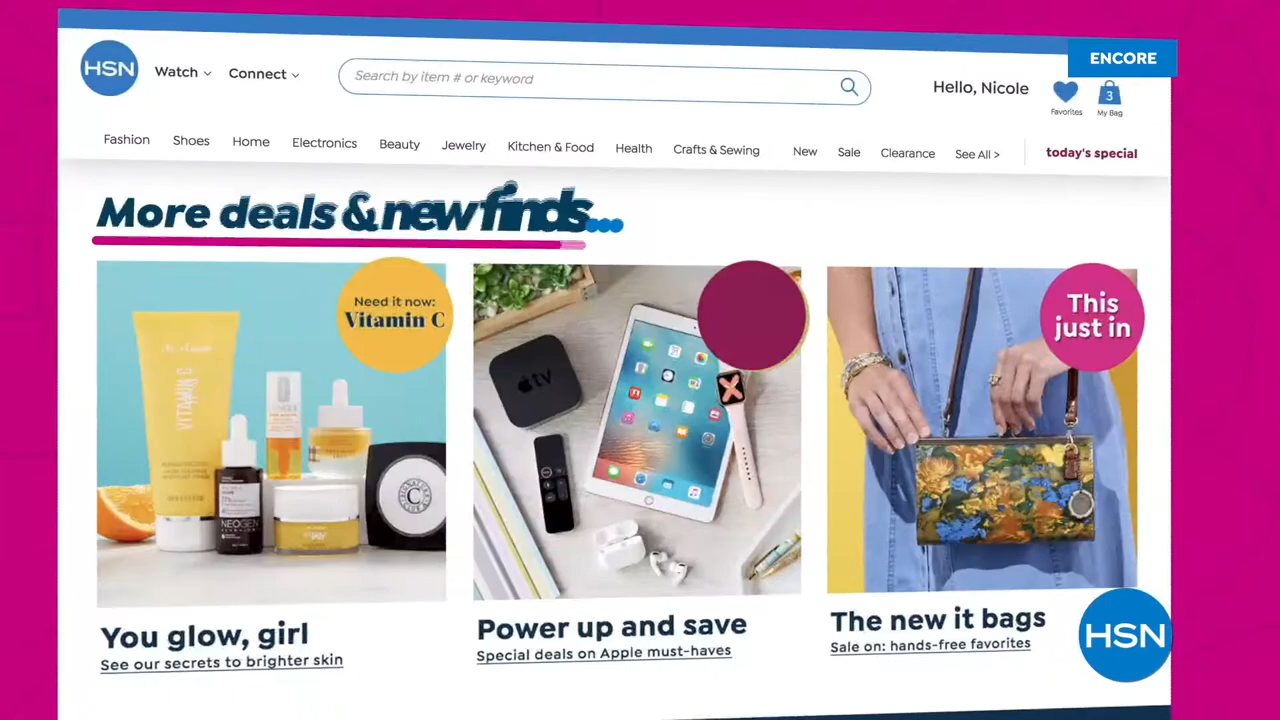 ENCORE
HSN
Watch
Connect
Search by item # or keyword
Hello, Nicole
3
Favorites
My Bag
Fashion
Shoes
Home
Electronics
Beauty
Jewelry
Kitchen & Food
Health
Crafts & Sewing
New
Sale
Clearance
See All >
today's special
More deals & new finds...
Need it now:
Vitamin C
VITAMIN C
NEOGEN
C
tv
This
just in
You glow, girl
See our secrets to brighter skin
Power up and save
Special deals on Apple must-haves
The new it bags
Sale on: hands-free favorites
HSN